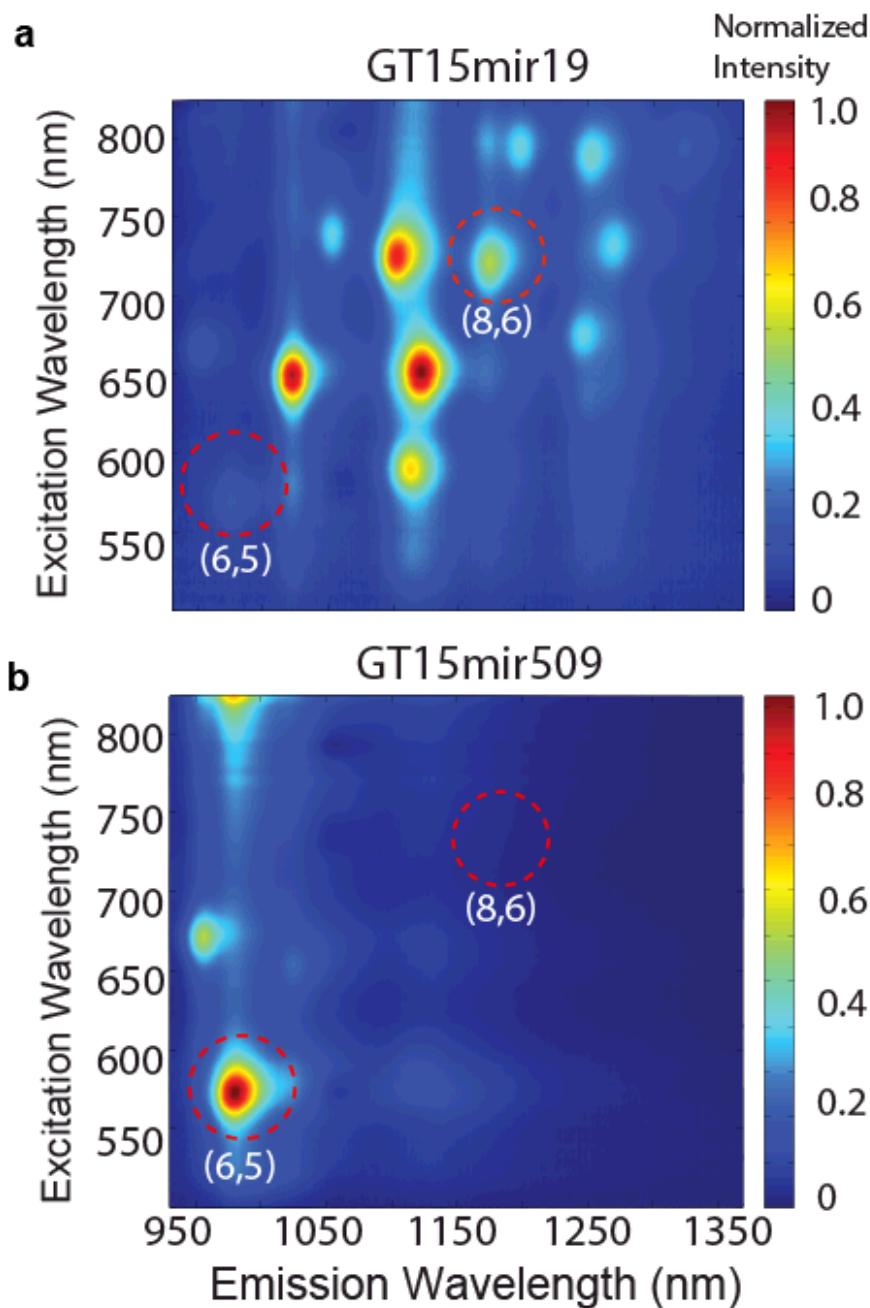 a
GT15mir19
Normalized
Intensity
Excitation Wavelength (nm)
800
750
700
650
600
550
(8,6)
(6,5)
1.0
0.8
0.6
0.4
0.2
0
b
GT15mir509
Excitation Wavelength (nm)
800
750
700
650
600
550
(8,6)
(6,5)
1.0
0.8
0.6
0.4
0.2
0
950 1050 1150 1250 1350
Emission Wavelength (nm)